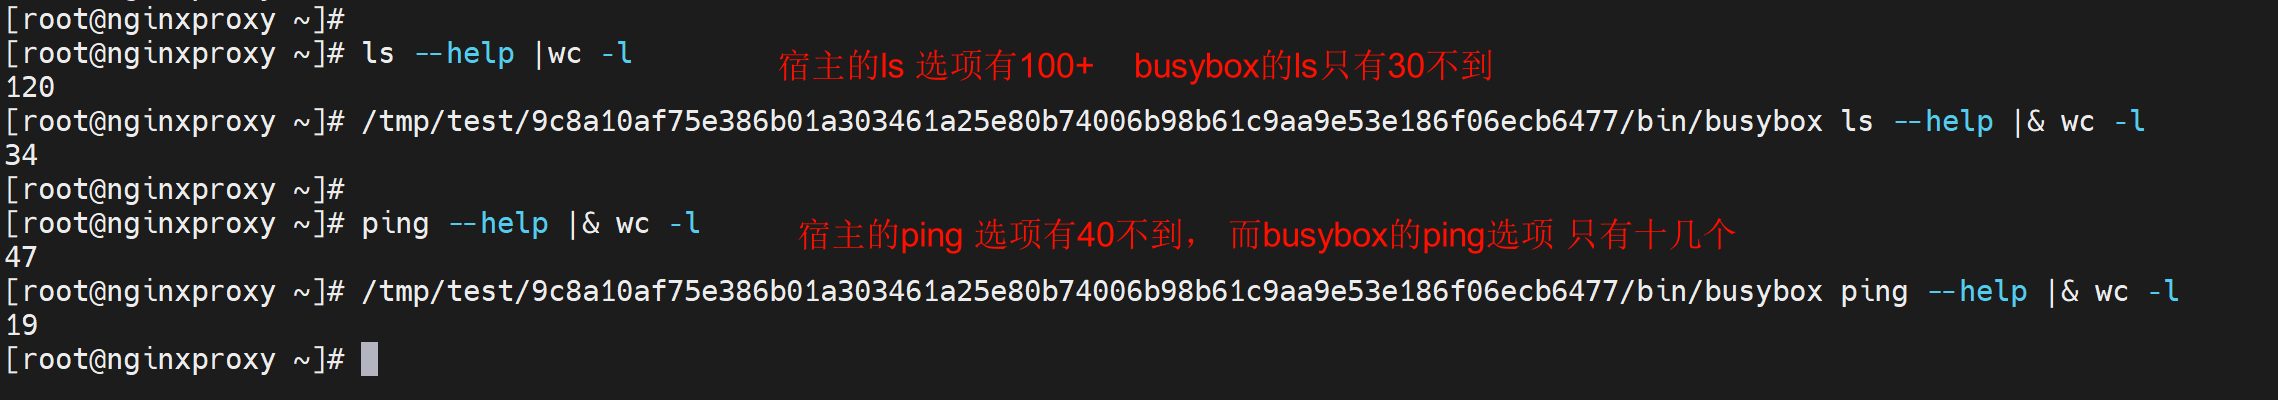 [root@nginxproxy ~]#
[root@nginxproxy ~]# ls --help |wc -l
宿主的ls 选项有100+ busybox的ls只有30不到
120
[root@nginxproxy ~]# /tmp/test/9c8a10af75e386b01a303461a25e80b74006b98b61c9aa9e53e186f06ecb6477/bin/busybox ls --help |& wc -l
34
[root@nginxproxy ~]#
[root@nginxproxy ~]# ping --help |& wc -l
宿主的ping 选项有40不到， 而busybox的ping选项 只有十几个
47
[root@nginxproxy ~]# /tmp/test/9c8a10af75e386b01a303461a25e80b74006b98b61c9aa9e53e186f06ecb6477/bin/busybox ping --help |& wc -l
19
[root@nginxproxy ~]#